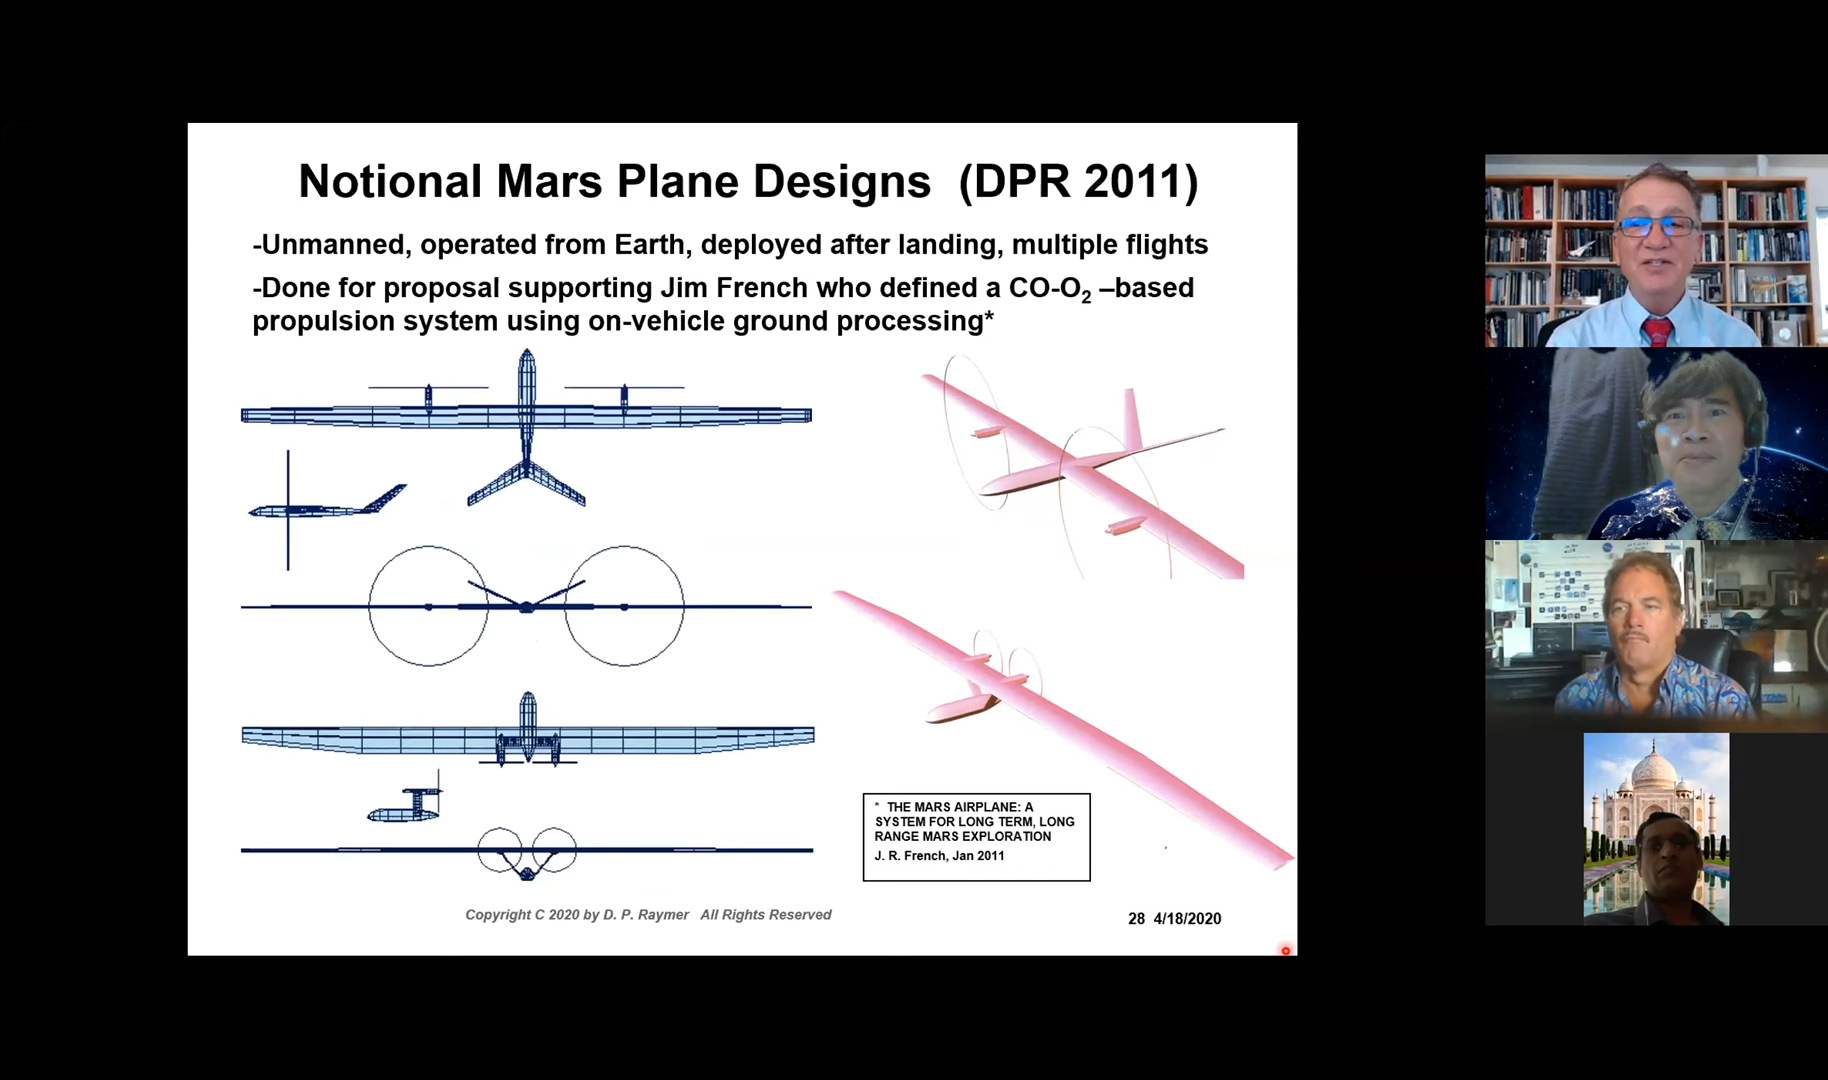 Notional Mars Plane Designs (DPR 2011)
-Unmanned, operated from Earth, deployed after landing, multiple flights
-Done for proposal supporting Jim French who defined a CO-O₂ –based
propulsion system using on-vehicle ground processing*
* THE MARS AIRPLANE: A
SYSTEM FOR LONG TERM, LONG
RANGE MARS EXPLORATION
J. R. French, Jan 2011
Copyright C 2020 by D. P. Raymer All Rights Reserved
28 4/18/2020